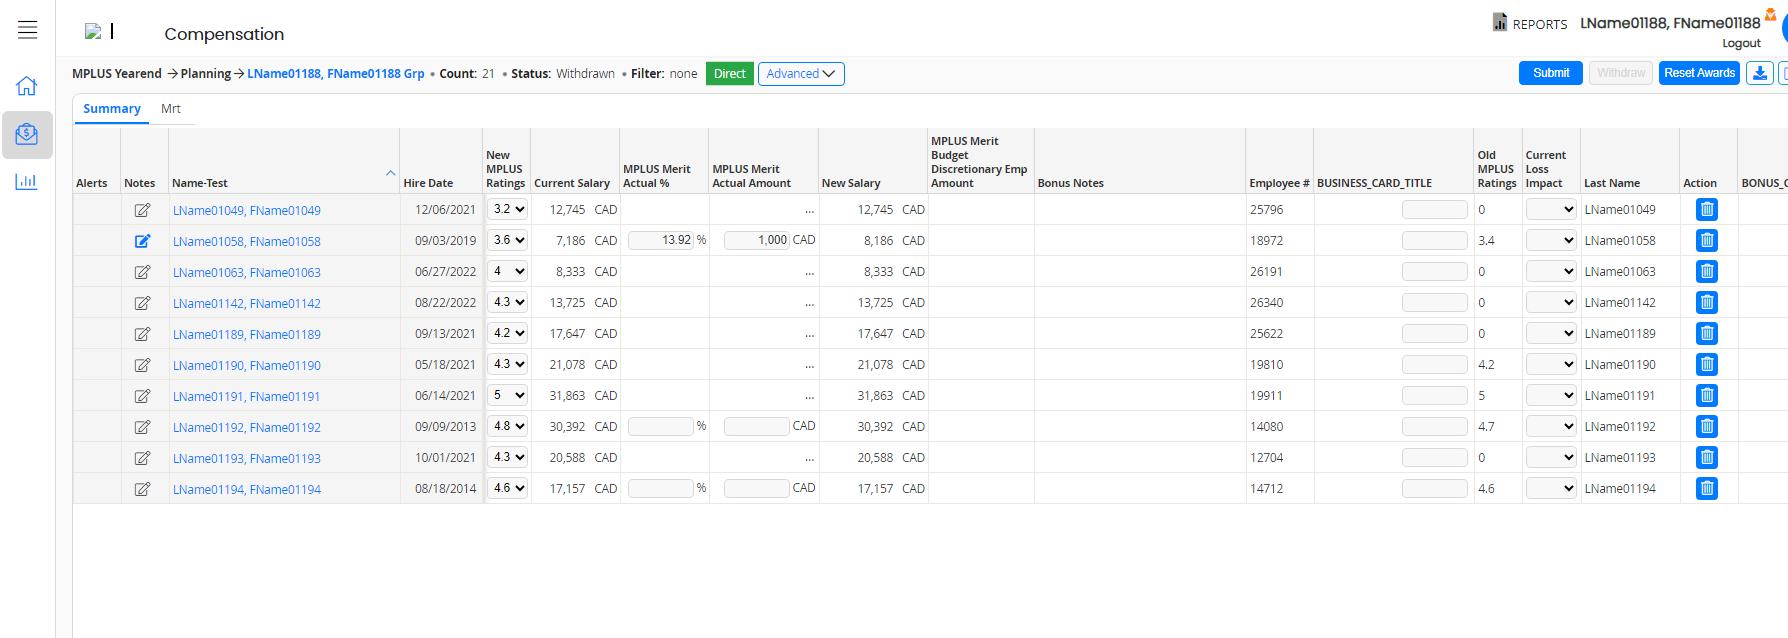 REPORTS LName01188, FName01188
Compensation
Logout
MPLUS Yearend → Planning → LName01188, FName01188 Grp • Count: 21 • Status: Withdrawn • Filter: none Direct Advanced Submit Withdraw Reset Awards
Summary Mrt
Alerts Notes Name-Test Hire Date New MPLUS Ratings Current Salary MPLUS Merit Actual % MPLUS Merit Actual Amount New Salary MPLUS Merit Budget Discretionary Emp Amount Bonus Notes Employee # BUSINESS_CARD_TITLE Old MPLUS Ratings Current Loss Impact Last Name Action BONUS_C
LName01049, FName01049 12/06/2021 3.2 12,745 CAD ... 12,745 CAD 25796 0 LName01049
LName01058, FName01058 09/03/2019 3.6 7,186 CAD 13.92 % 1,000 CAD 8,186 CAD 18972 3.4 LName01058
LName01063, FName01063 06/27/2022 4 8,333 CAD ... 8,333 CAD 26191 0 LName01063
LName01142, FName01142 08/22/2022 4.3 13,725 CAD ... 13,725 CAD 26340 0 LName01142
LName01189, FName01189 09/13/2021 4.2 17,647 CAD ... 17,647 CAD 25622 0 LName01189
LName01190, FName01190 05/18/2021 4.3 21,078 CAD ... 21,078 CAD 19810 4.2 LName01190
LName01191, FName01191 06/14/2021 5 31,863 CAD ... 31,863 CAD 19911 5 LName01191
LName01192, FName01192 09/09/2013 4.8 30,392 CAD % CAD 30,392 CAD 14080 4.7 LName01192
LName01193, FName01193 10/01/2021 4.3 20,588 CAD ... 20,588 CAD 12704 0 LName01193
LName01194, FName01194 08/18/2014 4.6 17,157 CAD % CAD 17,157 CAD 14712 4.6 LName01194